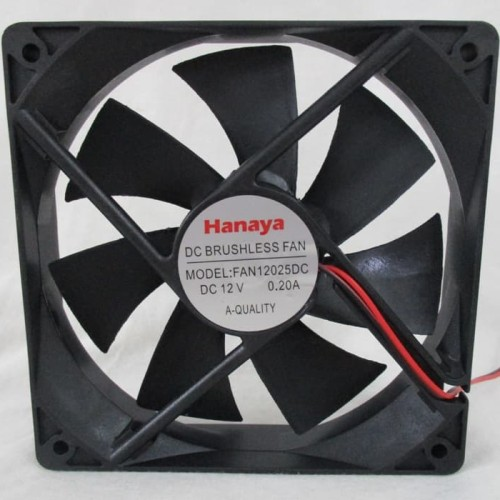 Hanaya
DC BRUSHLESS FAN
MODEL:FAN12025DC
DC 12 V 0.20A
A-QUALITY